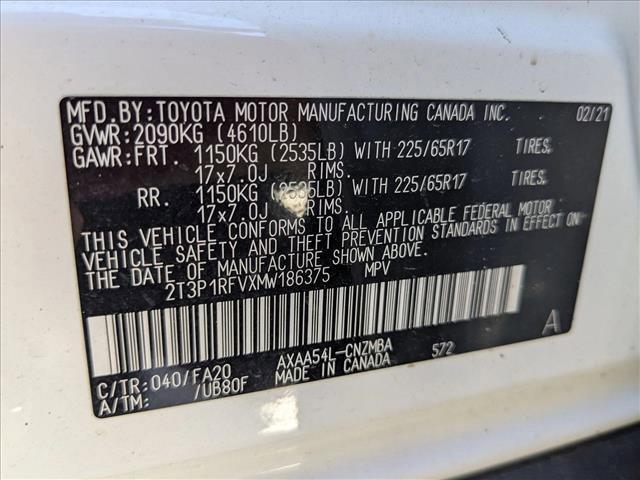 MFD.BY:TOYOTA MOTOR MANUFACTURING CANADA INC. 02/21
GVWR:2090KG (4610LB)
GAWR:FRT. 1150KG (2535LB) WITH 225/65R17 TIRES,
17x7.0J RIMS.
RR. 1150KG (2535LB) WITH 225/65R17 TIRES,
17x7.0J RIMS.
THIS VEHICLE CONFORMS TO ALL APPLICABLE FEDERAL MOTOR
VEHICLE SAFETY AND THEFT PREVENTION STANDARDS IN EFFECT ON
THE DATE OF MANUFACTURE SHOWN ABOVE.
2T3P1RFVXMW186375 MPV
A
C/TR:040/FA20 AXAA54L-CNZMBA 572
A/TM: /UB80F MADE IN CANADA